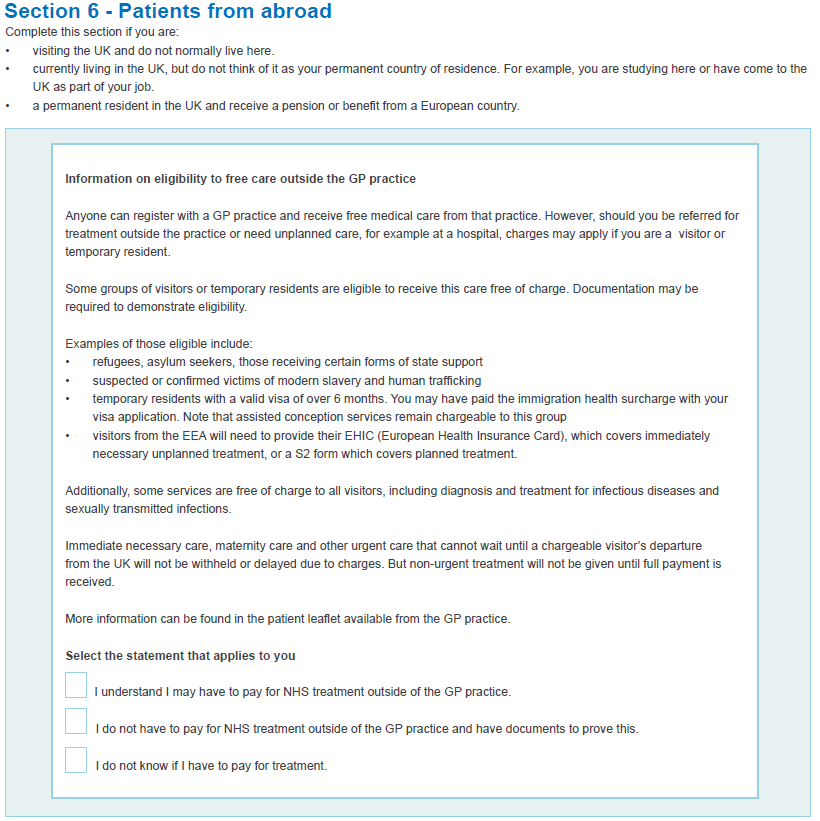 Section 6 - Patients from abroad
Complete this section if you are:
• visiting the UK and do not normally live here.
• currently living in the UK, but do not think of it as your permanent country of residence. For example, you are studying here or have come to the
UK as part of your job.
• a permanent resident in the UK and receive a pension or benefit from a European country.
Information on eligibility to free care outside the GP practice
Anyone can register with a GP practice and receive free medical care from that practice. However, should you be referred for
treatment outside the practice or need unplanned care, for example at a hospital, charges may apply if you are a visitor or
temporary resident.
Some groups of visitors or temporary residents are eligible to receive this care free of charge. Documentation may be
required to demonstrate eligibility.
Examples of those eligible include:
• refugees, asylum seekers, those receiving certain forms of state support
• suspected or confirmed victims of modern slavery and human trafficking
• temporary residents with a valid visa of over 6 months. You may have paid the immigration health surcharge with your
visa application. Note that assisted conception services remain chargeable to this group
• visitors from the EEA will need to provide their EHIC (European Health Insurance Card), which covers immediately
necessary unplanned treatment, or a S2 form which covers planned treatment.
Additionally, some services are free of charge to all visitors, including diagnosis and treatment for infectious diseases and
sexually transmitted infections.
Immediate necessary care, maternity care and other urgent care that cannot wait until a chargeable visitor's departure
from the UK will not be withheld or delayed due to charges. But non-urgent treatment will not be given until full payment is
received.
More information can be found in the patient leaflet available from the GP practice.
Select the statement that applies to you
I understand I may have to pay for NHS treatment outside of the GP practice.
I do not have to pay for NHS treatment outside of the GP practice and have documents to prove this.
I do not know if I have to pay for treatment.